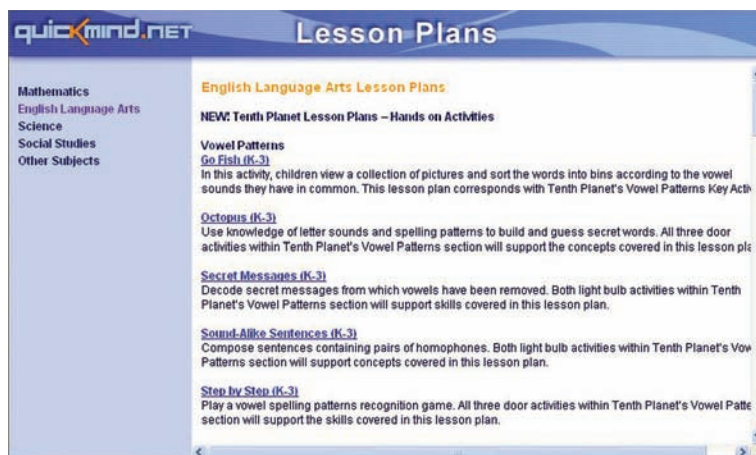 quickmind.net
Lesson Plans
Mathematics
English Language Arts
Science
Social Studies
Other Subjects
English Language Arts Lesson Plans
NEW! Tenth Planet Lesson Plans – Hands on Activities
Vowel Patterns
Go Fish (K-3)
In this activity, children view a collection of pictures and sort the words into bins according to the vowel
sounds they have in common. This lesson plan corresponds with Tenth Planet's Vowel Patterns Key Activ
Octopus (K-3)
Use knowledge of letter sounds and spelling patterns to build and guess secret words. All three door
activities within Tenth Planet's Vowel Patterns section will support the concepts covered in this lesson pla
Secret Messages (K-3)
Decode secret messages from which vowels have been removed. Both light bulb activities within Tenth
Planet's Vowel Patterns section will support skills covered in this lesson plan.
Sound-Alike Sentences (K-3)
Compose sentences containing pairs of homophones. Both light bulb activities within Tenth Planet's Vow
Patterns section will support concepts covered in this lesson plan.
Step by Step (K-3)
Play a vowel spelling patterns recognition game. All three door activities within Tenth Planet's Vowel Patte
section will support the skills covered in this lesson plan.